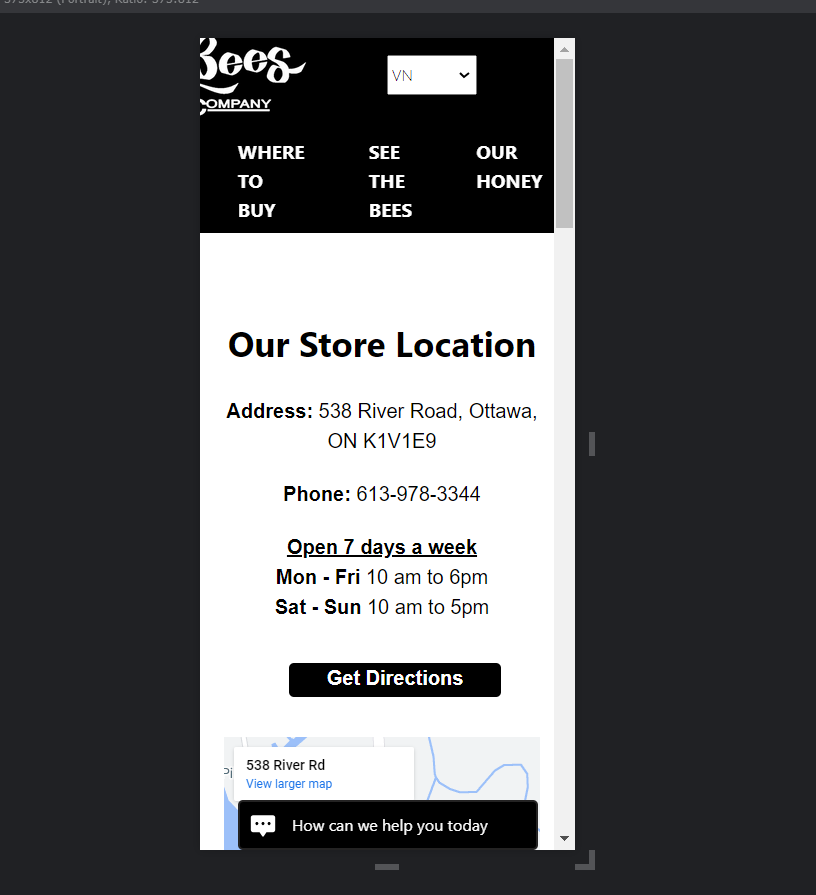 375x812 (Portrait), Ratio: 375:812
Bees
COMPANY
VN
WHERE TO BUY
SEE THE BEES
OUR HONEY
Our Store Location
Address: 538 River Road, Ottawa,
ON K1V1E9
Phone: 613-978-3344
Open 7 days a week
Mon - Fri 10 am to 6pm
Sat - Sun 10 am to 5pm
Get Directions
Pi
538 River Rd
View larger map
How can we help you today